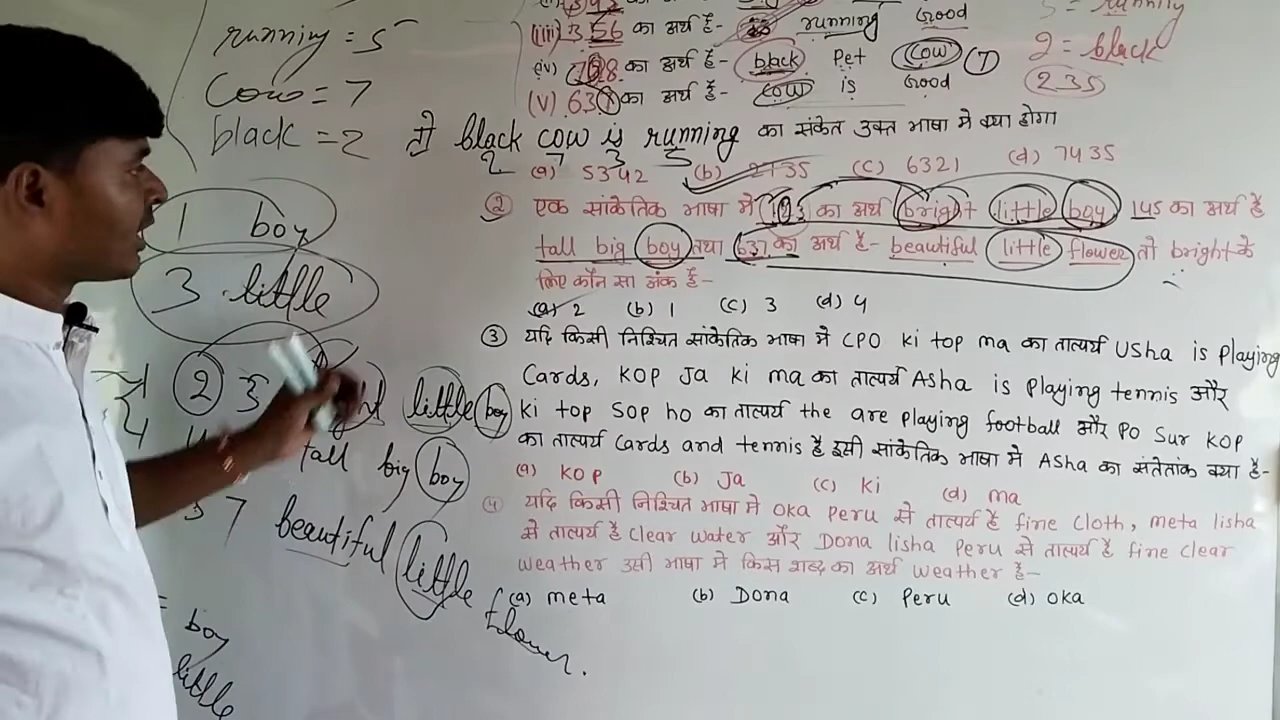 running = 5
Cow = 7
black = 2
1 boy
3 little
2 3 little boy
4 tall big boy
3 7 beautiful little flower.
boy
little
(iii) 356 का अर्थ है- running Good
(iv) 728 का अर्थ है- black Pet Cow 7
(v) 637 का अर्थ है- Cow is Good
5 = running
2 = black
235
तो black cow is running का संकेत उक्त भाषा मे क्या होगा
2 7 3 5
(a) 5342 (b) 2735 (c) 6321 (d) 7435
② एक सांकेतिक भाषा मे 123 का अर्थ bright little boy 145 का अर्थ है
tall big boy तथा 637 का अर्थ है- beautiful little flower तो bright के
लिए कौन सा अंक है-
(a) 2 (b) 1 (c) 3 (d) 4
③ यदि किसी निश्चित सांकेतिक भाषा मे CPO ki top ma का तात्पर्य Usha is playing
Cards, KOP Ja ki ma का तात्पर्य Asha is playing tennis और
ki top Sop ho का तात्पर्य the are playing football और PO Sur KOP
का तात्पर्य Cards and tennis है इसी सांकेतिक भाषा मे Asha का संतेतांक क्या है-
(a) KOP (b) Ja (c) Ki (d) ma
④ यदि किसी निश्चित भाषा मे OKa Peru से तात्पर्य है fine Cloth, meta lisha
से तात्पर्य है Clear water और Dona lisha Peru से तात्पर्य है fine Clear
weather उसी भाषा मे किस शब्द का अर्थ weather है-
(a) meta (b) Dona (c) Peru (d) OKa